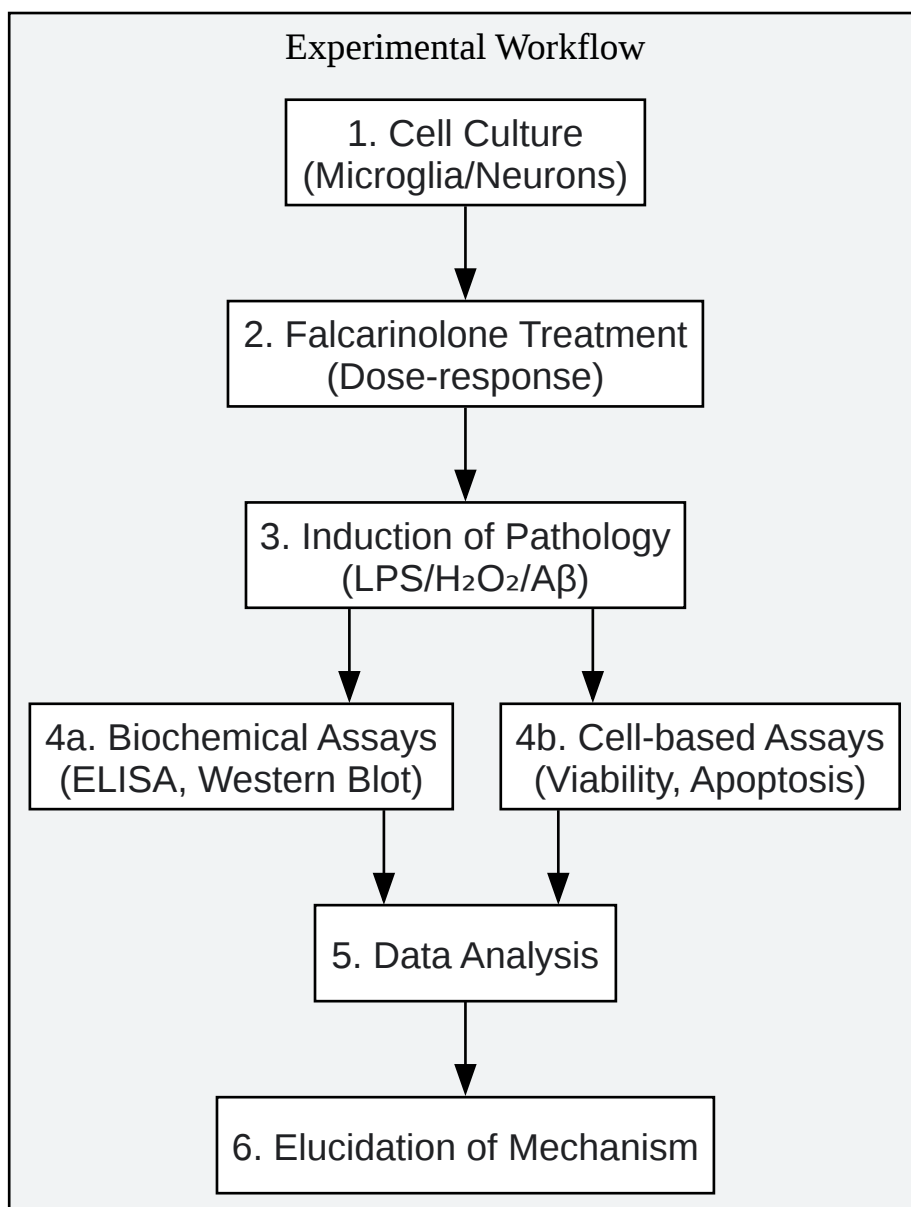 Experimental Workflow
1. Cell Culture
(Microglia/Neurons)
2. Falcarinolone Treatment
(Dose-response)
3. Induction of Pathology
(LPS/H₂O₂/Aβ)
4a. Biochemical Assays
(ELISA, Western Blot)
4b. Cell-based Assays
(Viability, Apoptosis)
5. Data Analysis
6. Elucidation of Mechanism